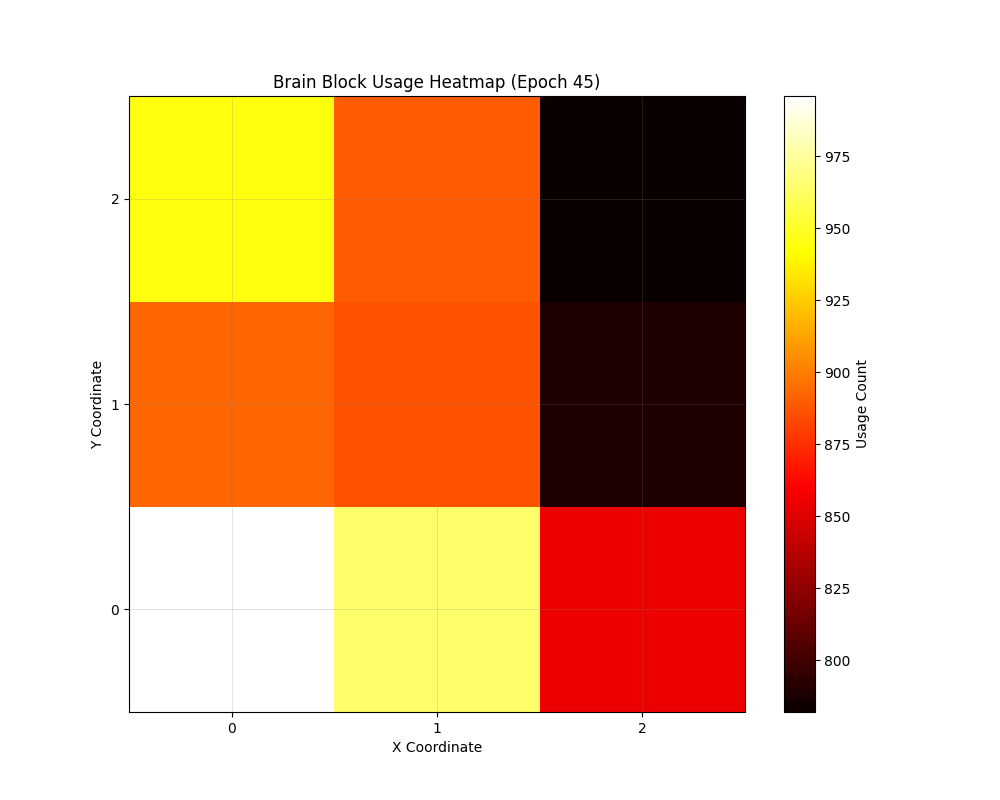 Brain Block Usage Heatmap (Epoch 45)
2
1
0
Y Coordinate
0 1 2
X Coordinate
975
950
925
900
875
850
825
800
Usage Count